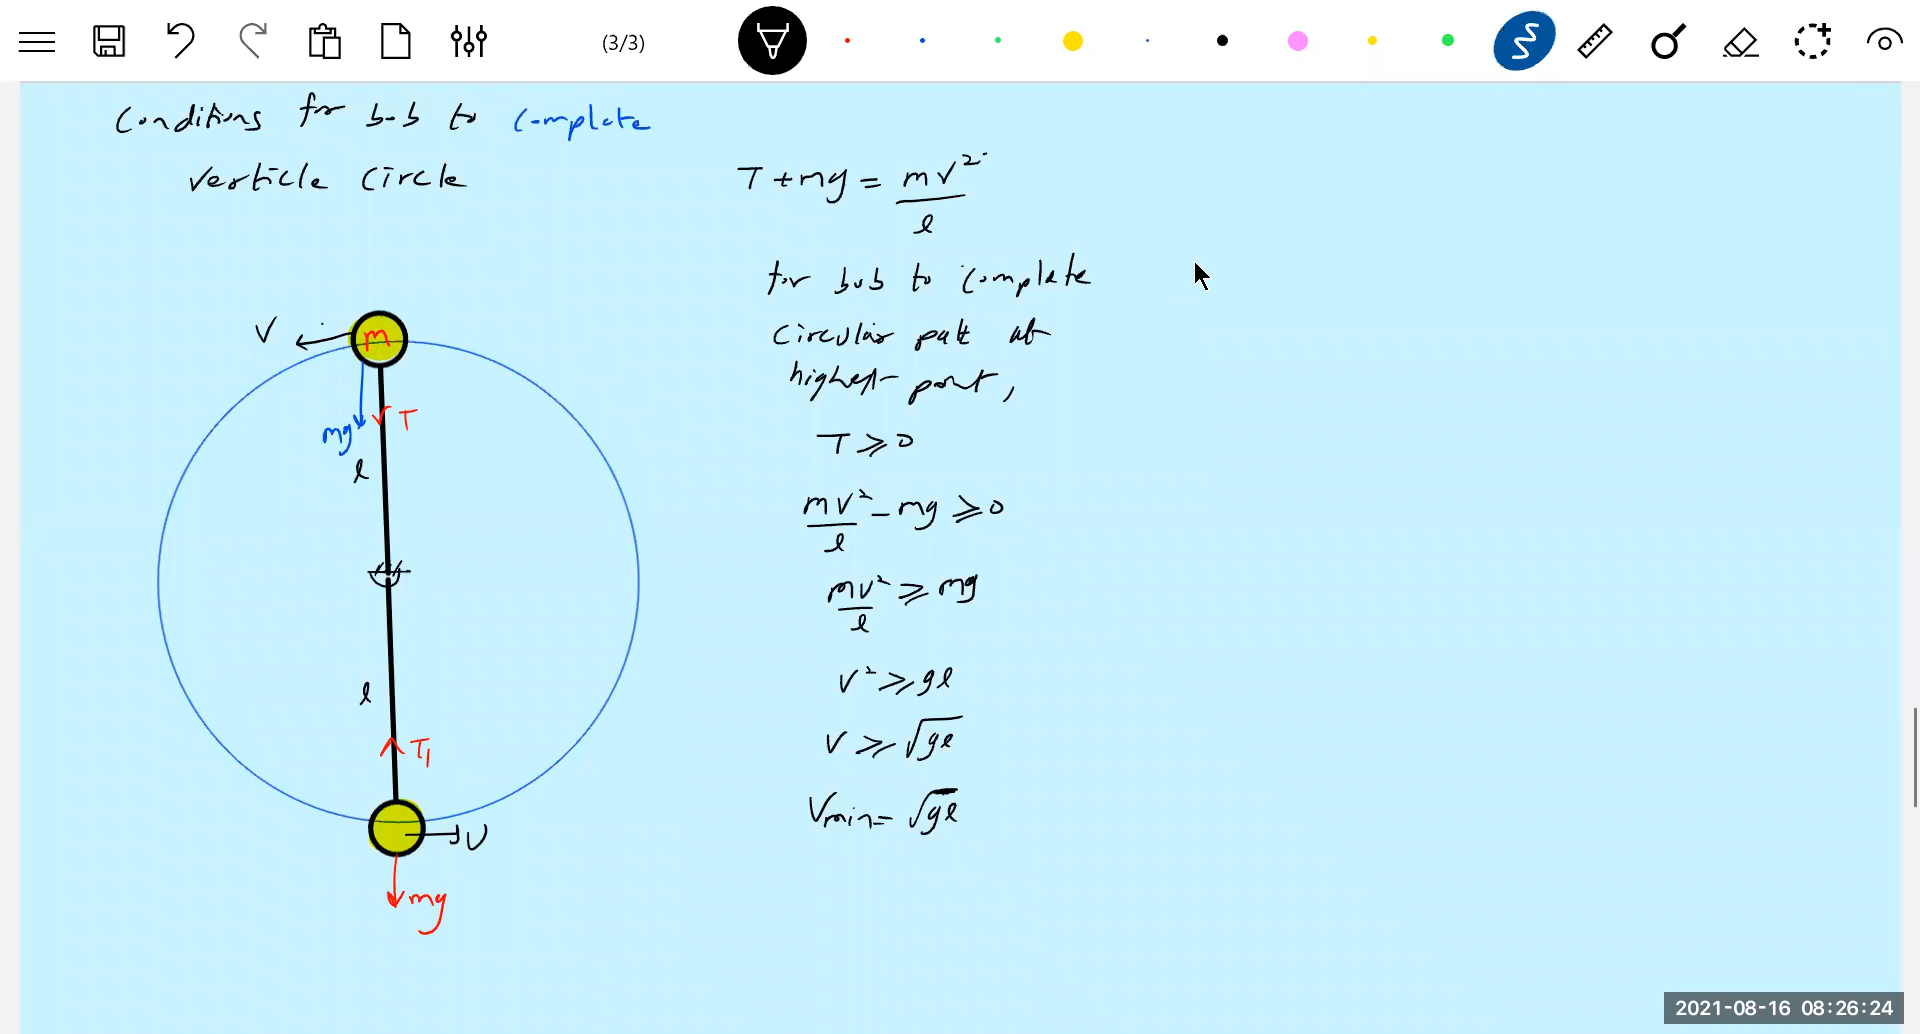 (3/3)
Conditions for bob to complete
verticle circle
T + mg = mv²/l
for bob to complete
circular path at
highest point,
T ≥ 0
mv²/l - mg ≥ 0
mv²/l ≥ mg
v² ≥ gl
v ≥ √gl
Vmin = √gl
V
m
mg
T
l
l
T1
U
mg
2021-08-16 08:26:24